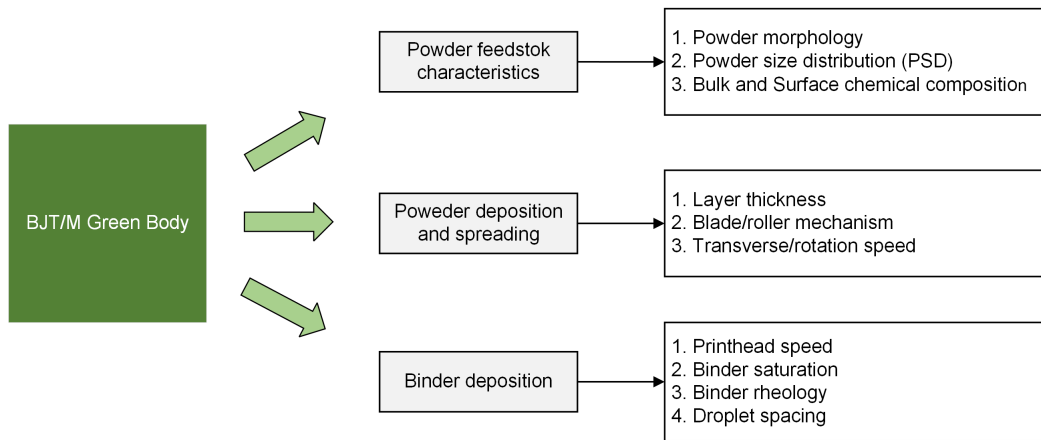 BJT/M Green Body
Powder feedstok
characteristics
1. Powder morphology
2. Powder size distribution (PSD)
3. Bulk and Surface chemical composition
Poweder deposition
and spreading
1. Layer thickness
2. Blade/roller mechanism
3. Transverse/rotation speed
Binder deposition
1. Printhead speed
2. Binder saturation
3. Binder rheology
4. Droplet spacing